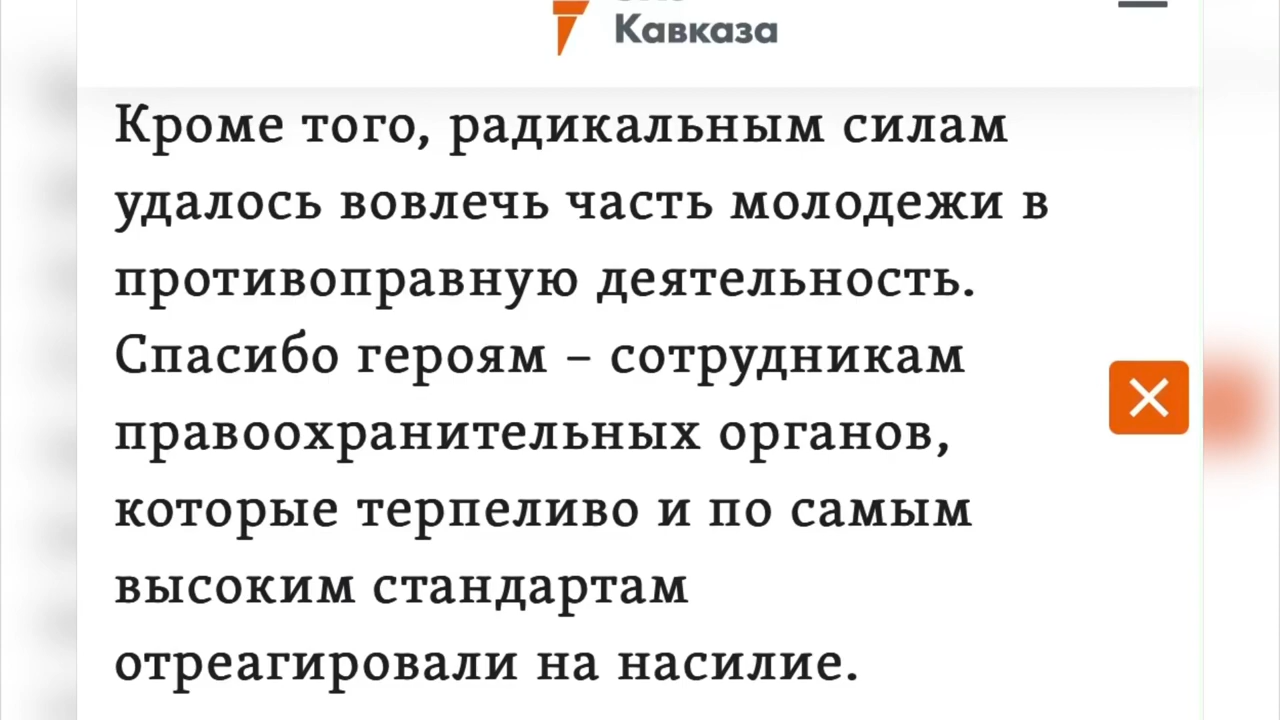 Кавказа
Кроме того, радикальным силам
удалось вовлечь часть молодежи в
противоправную деятельность.
Спасибо героям – сотрудникам
правоохранительных органов,
которые терпеливо и по самым
высоким стандартам
отреагировали на насилие.